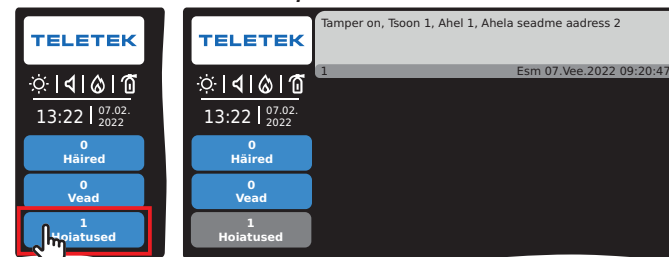 TELETEK
13:22
07.02.
2022
0
Häired
0
Vead
1
Hoiatused
TELETEK
13:22
07.02.
2022
0
Häired
0
Vead
1
Hoiatused
Tamper on, Tsoon 1, Ahel 1, Ahela seadme aadress 2
1 Esm 07.Vee.2022 09:20:47